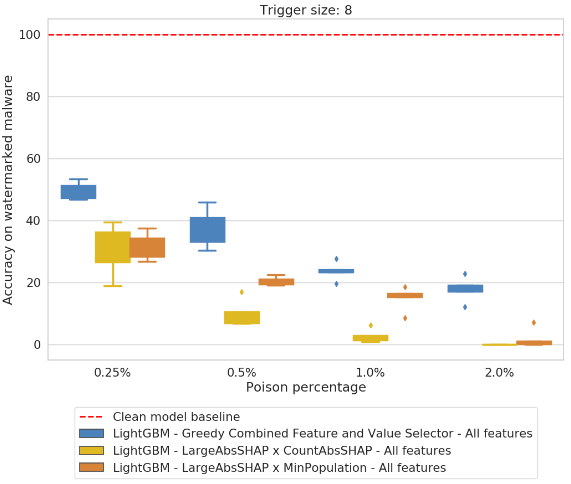 Trigger size: 8
Accuracy on watermarked malware
100
80
60
40
20
0
0.25%
0.5%
1.0%
2.0%
Poison percentage
Clean model baseline
LightGBM - Greedy Combined Feature and Value Selector - All features
LightGBM - LargeAbsSHAP x CountAbsSHAP - All features
LightGBM - LargeAbsSHAP x MinPopulation - All features